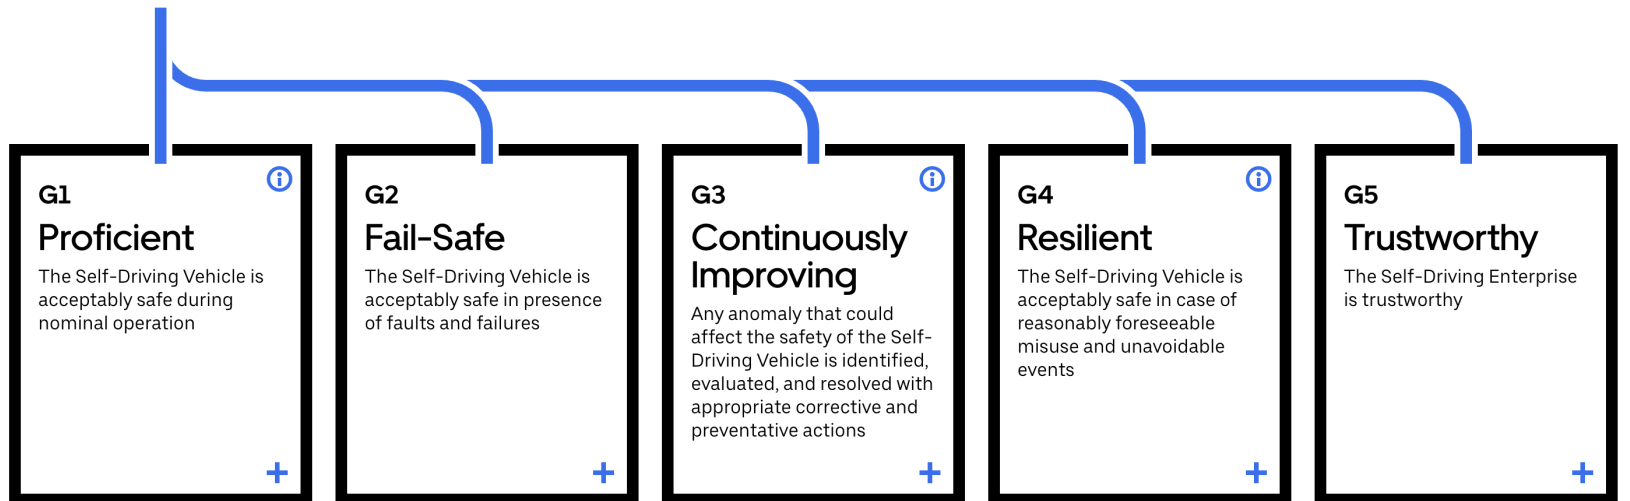 G1
Proficient
The Self-Driving Vehicle is
acceptably safe during
nominal operation
G2
Fail-Safe
The Self-Driving Vehicle is
acceptably safe in presence
of faults and failures
G3
Continuously
Improving
Any anomaly that could
affect the safety of the Self-
Driving Vehicle is identified,
evaluated, and resolved with
appropriate corrective and
preventative actions
G4
Resilient
The Self-Driving Vehicle is
acceptably safe in case of
reasonably foreseeable
misuse and unavoidable
events
G5
Trustworthy
The Self-Driving Enterprise
is trustworthy